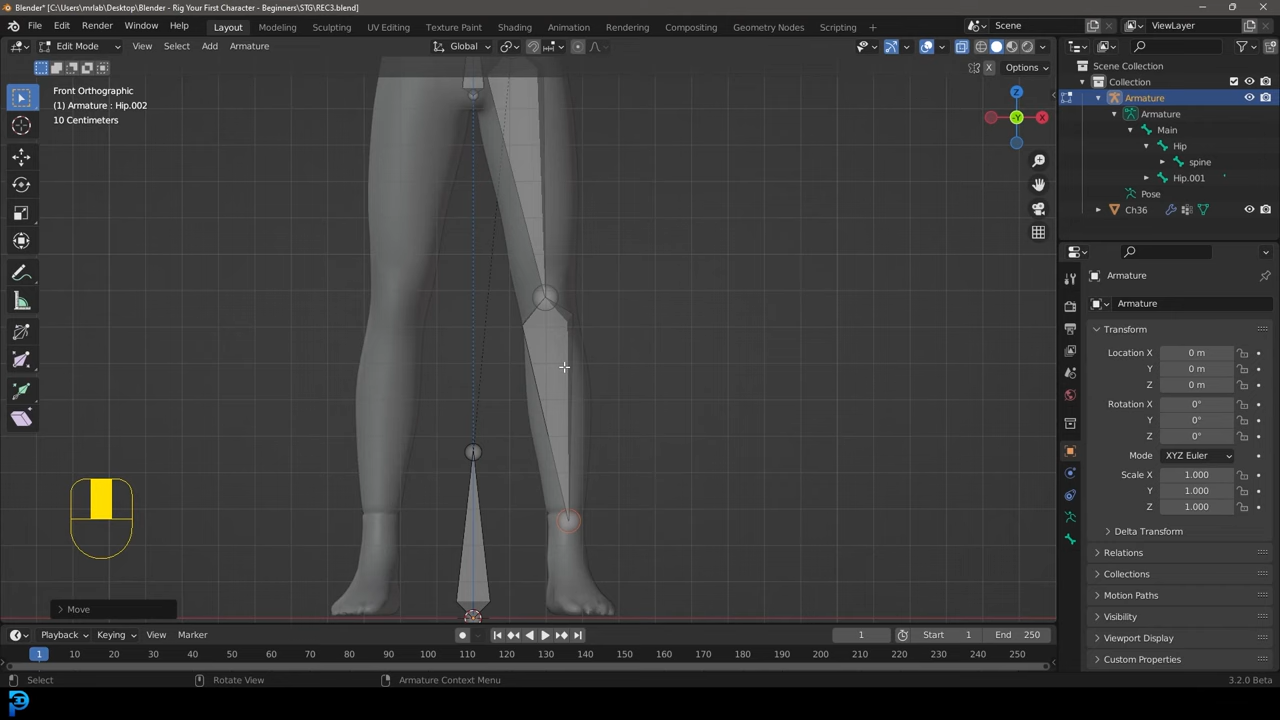 Blender* [C:\Users\mrlab\Desktop\Blender - Rig Your First Character - Beginners\STG\REC3.blend]
File Edit Render Window Help Layout Modeling Sculpting UV Editing Texture Paint Shading Animation Rendering Compositing Geometry Nodes Scripting Scene ViewLayer
Edit Mode View Select Add Armature Global
X Options
Front Orthographic
(1) Armature : Hip.002
10 Centimeters
Z
-Y
X
Move
Scene Collection
Collection
Armature
Armature
Main
Hip
spine
Hip.001
Pose
Ch36
Armature
Armature
Transform
Location X 0 m
Y 0 m
Z 0 m
Rotation X 0°
Y 0°
Z 0°
Mode XYZ Euler
Scale X 1.000
Y 1.000
Z 1.000
Delta Transform
Relations
Collections
Motion Paths
Visibility
Viewport Display
Custom Properties
Playback Keying View Marker 1 Start 1 End 250
1 10 20 30 40 50 60 70 80 90 100 110 120 130 140 150 160 170 180 190 200 210 220 230 240 250
Select Rotate View Armature Context Menu 3.2.0 Beta